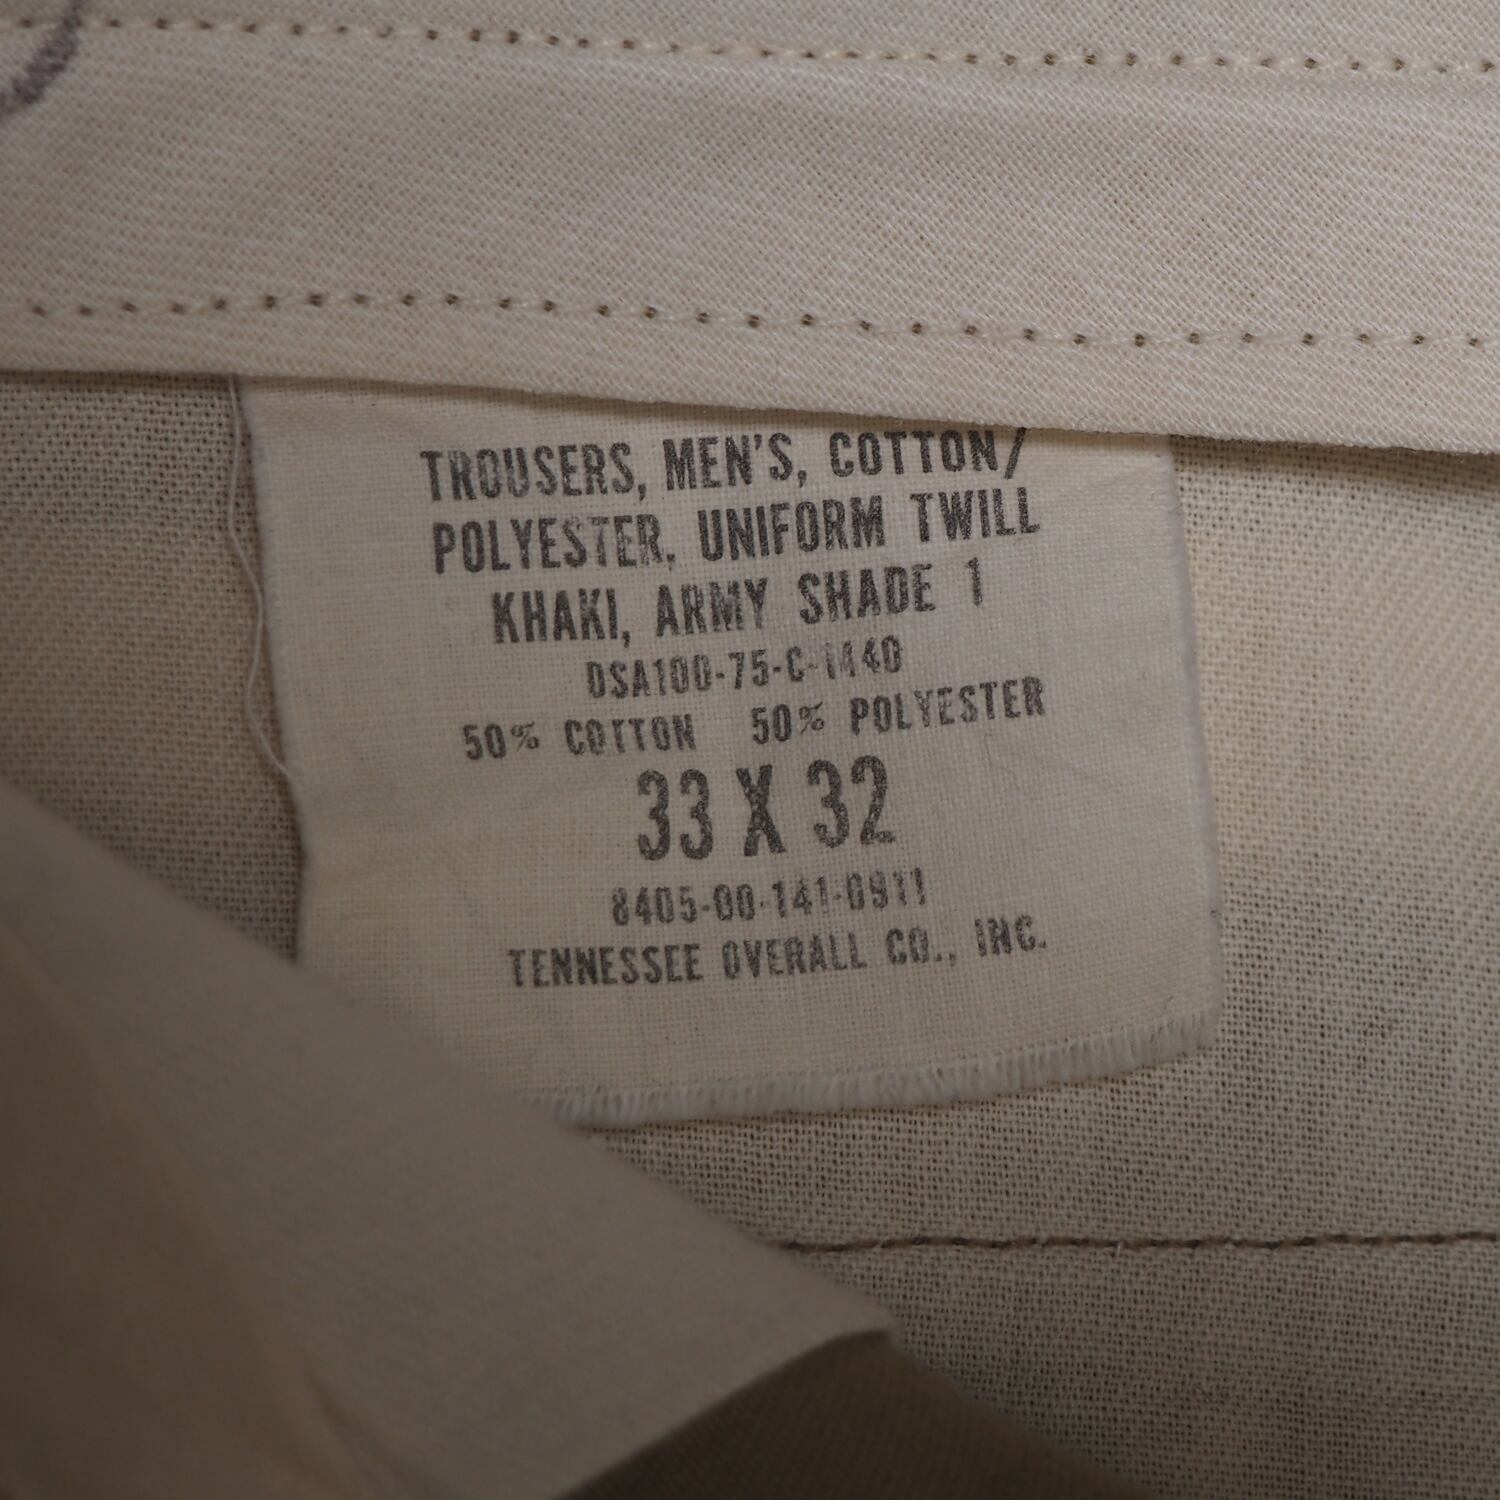 TROUSERS, MEN'S, COTTON/
POLYESTER, UNIFORM TWILL
KHAKI, ARMY SHADE 1
DSA100-75-C-1440
50% COTTON 50% POLYESTER
33 X 32
8405-00-141-0911
TENNESSEE OVERALL CO., INC.